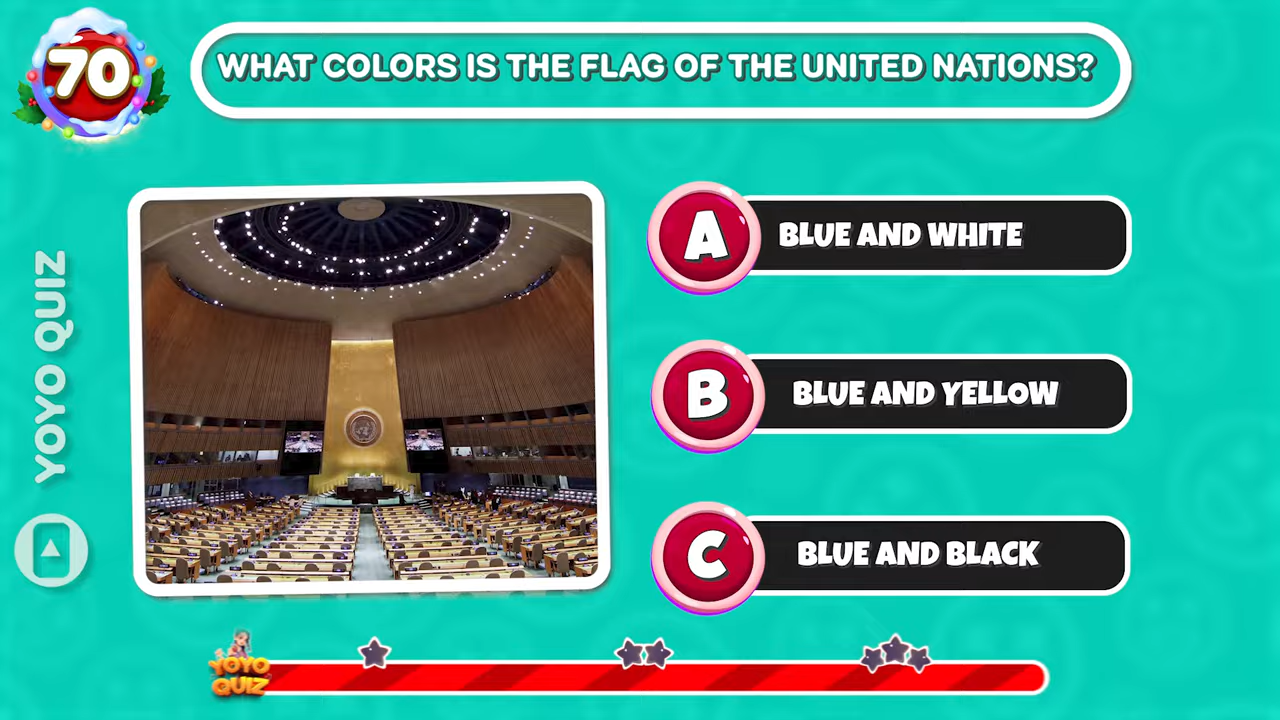 70
WHAT COLORS IS THE FLAG OF THE UNITED NATIONS?
YOYO QUIZ
A
BLUE AND WHITE
B
BLUE AND YELLOW
C
BLUE AND BLACK
YOYO
QUIZ